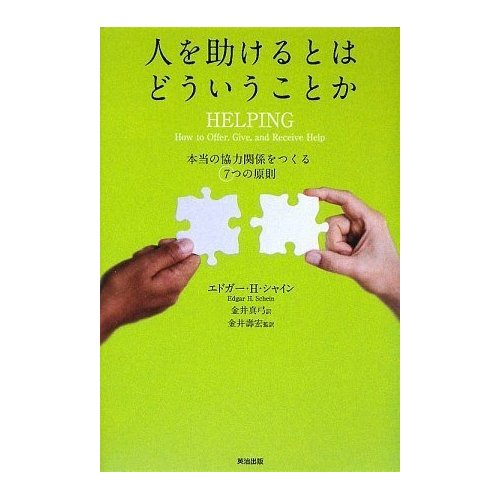 人を助けるとは
どういうことか
HELPING
How to Offer, Give, and Receive Help
本当の協力関係をつくる
7つの原則
エドガー・H・シャイン
Edgar H. Schein
金井真弓訳
金井壽宏監訳
英治出版